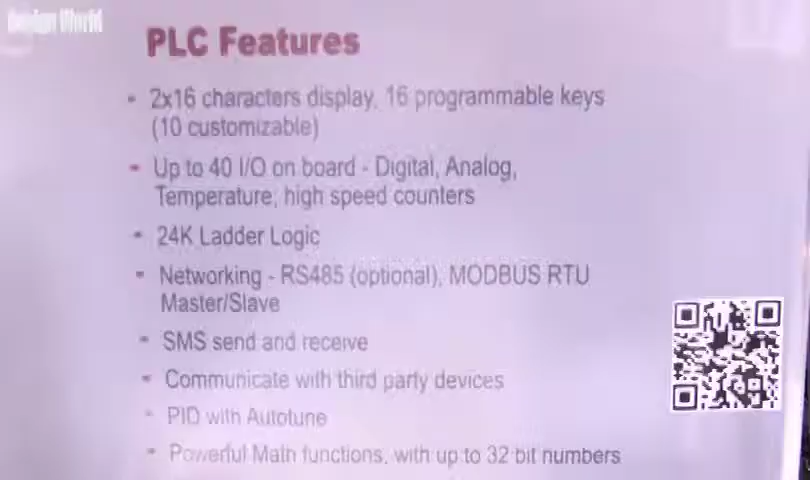 Design World
PLC Features
• 2x16 characters display, 16 programmable keys
(10 customizable)
• Up to 40 I/O on board - Digital, Analog,
Temperature, high speed counters
• 24K Ladder Logic
• Networking - RS485 (optional), MODBUS RTU
Master/Slave
• SMS send and receive
• Communicate with third party devices
• PID with Autotune
• Powerful Math functions, with up to 32 bit numbers